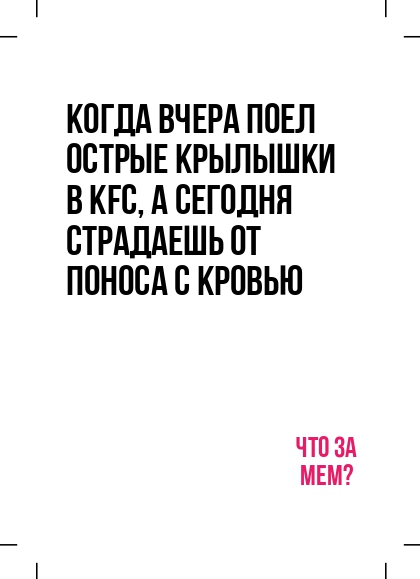 КОГДА ВЧЕРА ПОЕЛ
ОСТРЫЕ КРЫЛЫШКИ
В KFC, А СЕГОДНЯ
СТРАДАЕШЬ ОТ
ПОНОСА С КРОВЬЮ
ЧТО ЗА
МЕМ?